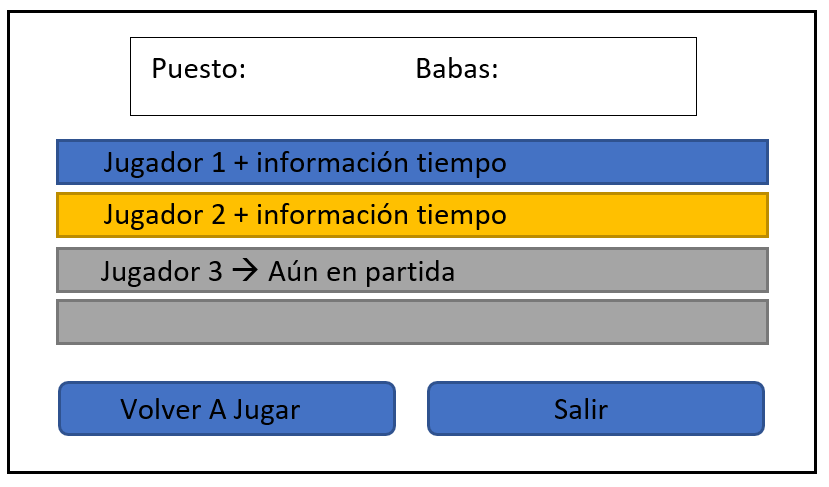 Puesto: Babas:
Jugador 1 + información tiempo
Jugador 2 + información tiempo
Jugador 3 → Aún en partida
Volver A Jugar
Salir